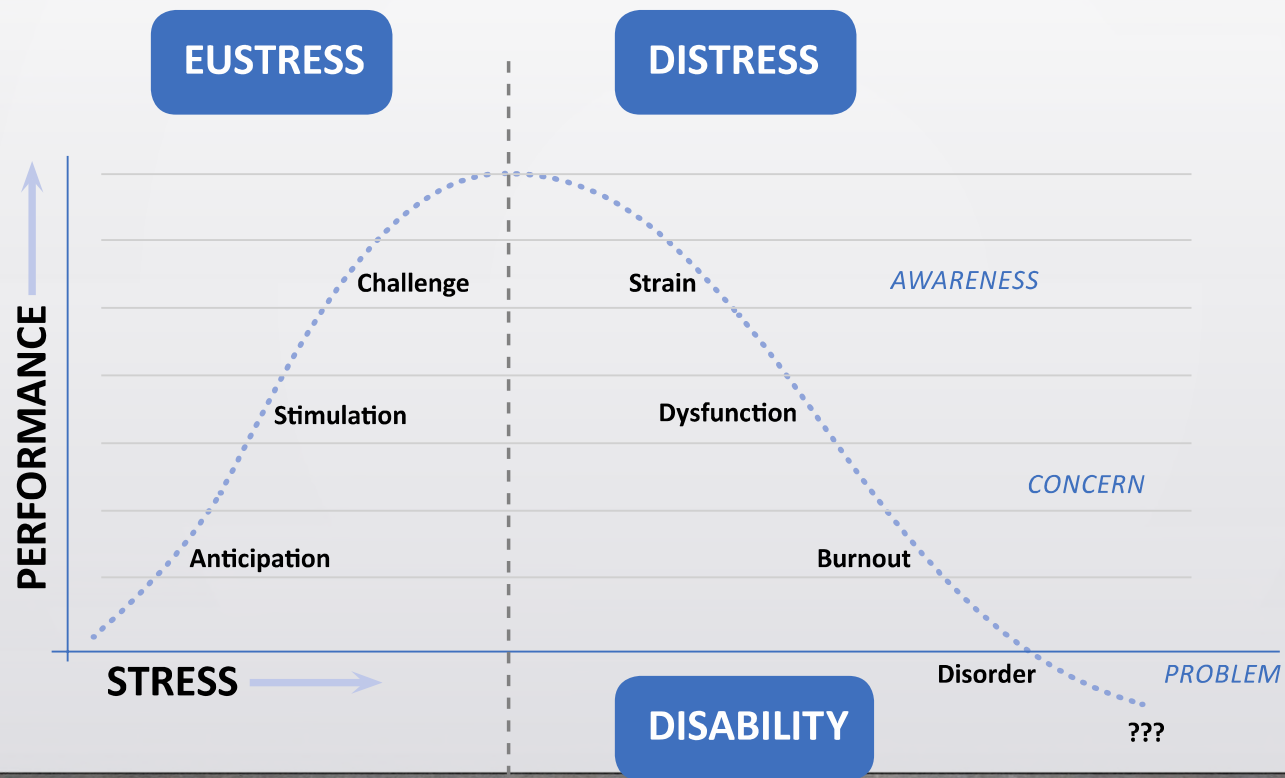 EUSTRESS
DISTRESS
PERFORMANCE
Challenge
Strain
AWARENESS
Stimulation
Dysfunction
CONCERN
Anticipation
Burnout
STRESS
Disorder
PROBLEM
DISABILITY
???